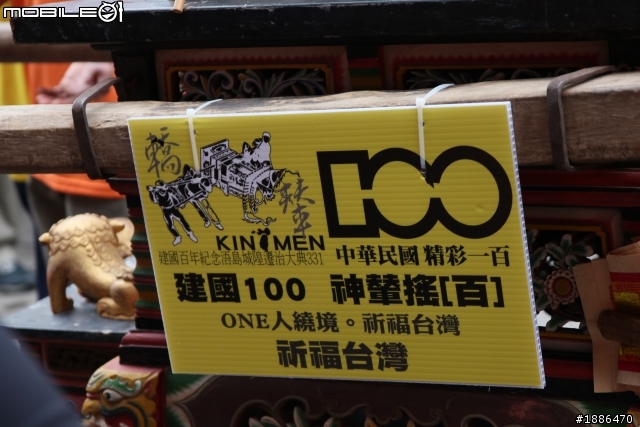 mobile01
轎
KINMEN
建國百年紀念浯島城隍遷治大典331
100
中華民國 精彩一百
建國100 神輦搖[百]
ONE人繞境。祈福台灣
祈福台灣
#1886470